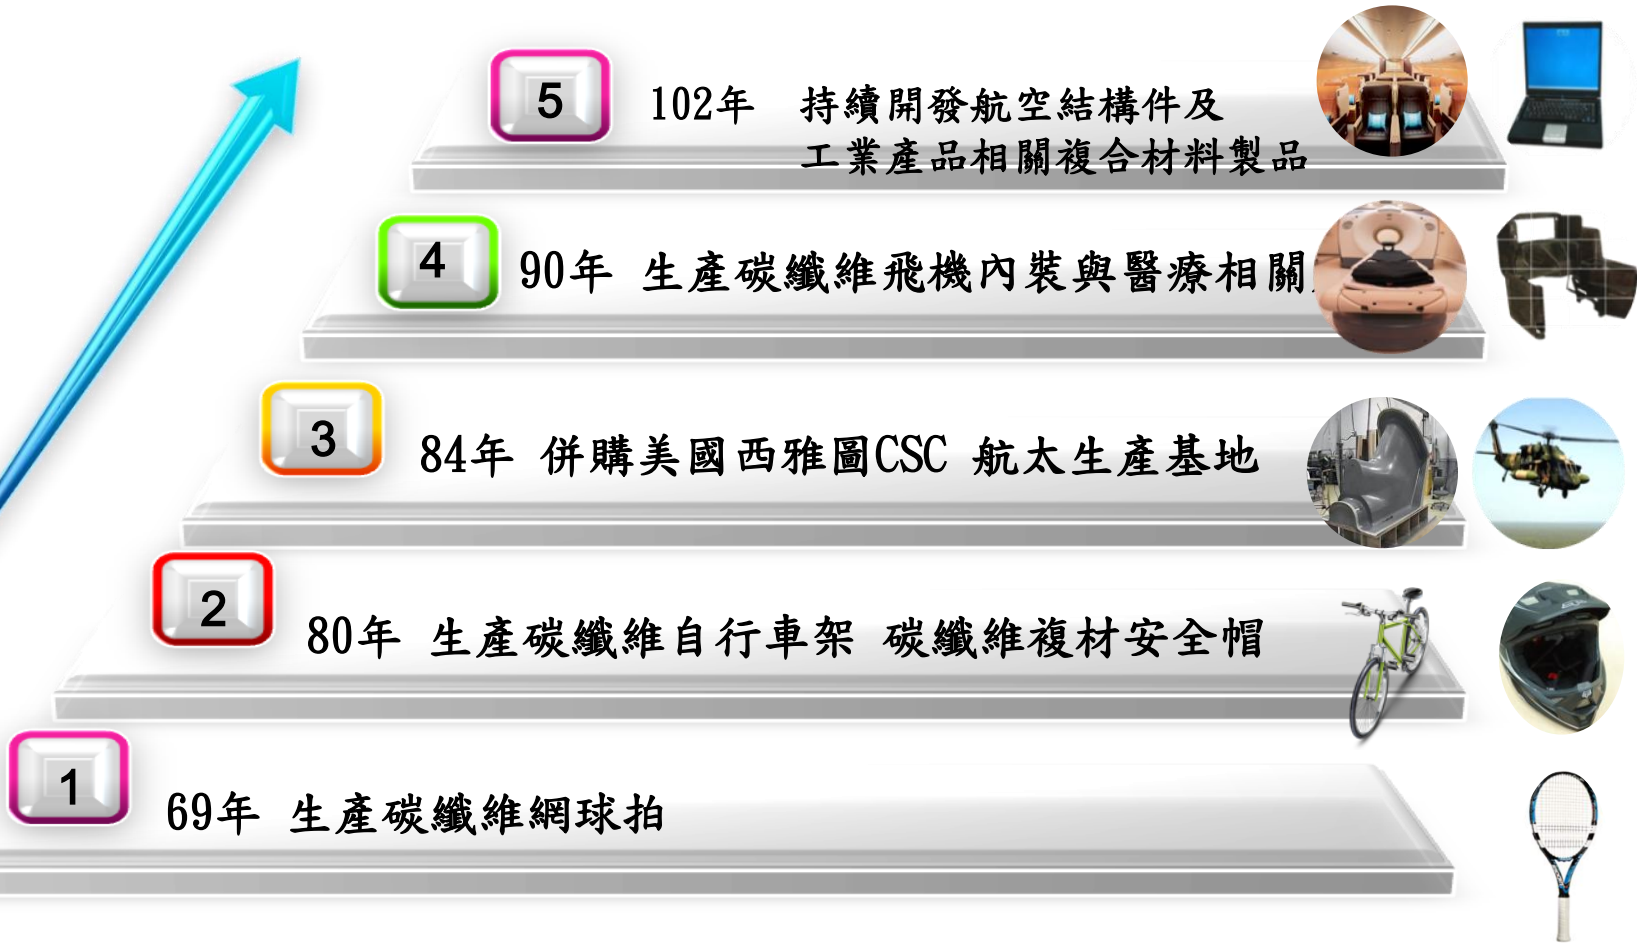 5
102年 持續開發航空結構件及
工業產品相關複合材料製品
4
90年 生產碳纖維飛機內裝與醫療相關
3
84年 併購美國西雅圖CSC 航太生產基地
2
80年 生產碳纖維自行車架 碳纖維複材安全帽
1
69年 生產碳纖維網球拍